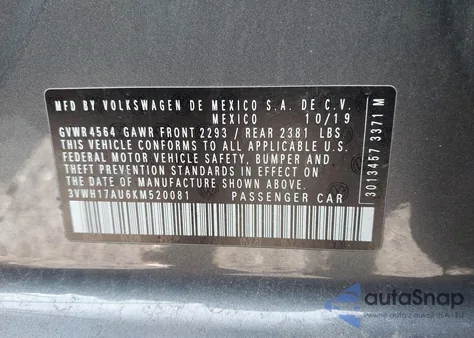 MFD BY VOLKSWAGEN DE MEXICO S.A. DE C.V.
MEXICO 10/19
GVWR4564 GAWR FRONT 2293 / REAR 2381 LBS
THIS VEHICLE CONFORMS TO ALL APPLICABLE U.S.
FEDERAL MOTOR VEHICLE SAFETY, BUMPER AND
THEFT PREVENTION STANDARDS IN EFFECT ON THE
DATE OF MANUFACTURE SHOWN ABOVE.
3VWH17AU6KM520081 PASSENGER CAR
3013457 3371 M
autoSnap